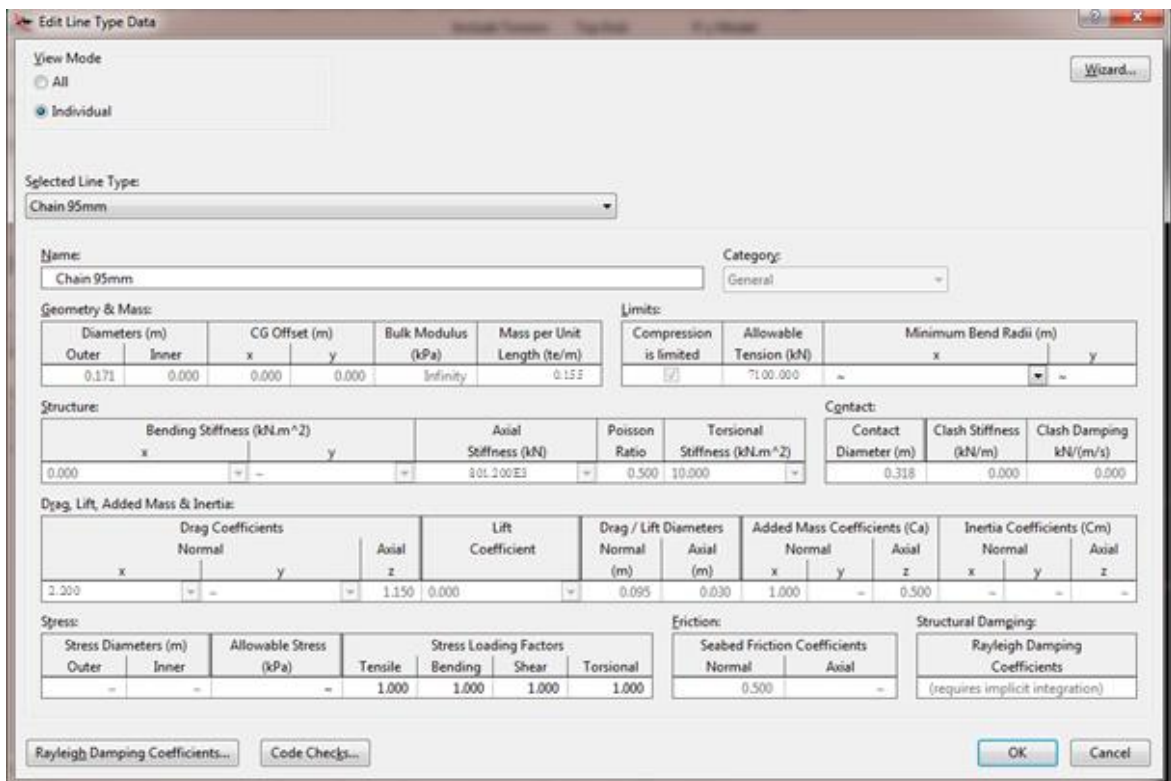 Edit Line Type Data
View Mode
All
Individual
Wizard...
Selected Line Type:
Chain 95mm
Name:
Chain 95mm
Category:
General
Geometry & Mass:
Diameters (m) CG Offset (m) Bulk Modulus Mass per Unit
Outer Inner x y (kPa) Length (te/m)
0.171 0.000 0.000 0.000 Infinity 0.155
Limits:
Compression Allowable Minimum Bend Radii (m)
is limited Tension (kN) x y
7100.000 ~ ~
Structure:
Bending Stiffness (kN.m^2) Axial Poisson Torsional
x y Stiffness (kN) Ratio Stiffness (kN.m^2)
0.000 ~ 801.200E3 0.500 10.000
Contact:
Contact Clash Stiffness Clash Damping
Diameter (m) (kN/m) kN/(m/s)
0.318 0.000 0.000
Drag, Lift, Added Mass & Inertia:
Drag Coefficients Lift Drag / Lift Diameters Added Mass Coefficients (Ca) Inertia Coefficients (Cm)
Normal Axial Coefficient Normal Axial Normal Axial Normal Axial
x y z (m) (m) x y z x y z
2.200 ~ 1.150 0.000 0.095 0.030 1.000 ~ 0.500 ~ ~ ~
Stress:
Stress Diameters (m) Allowable Stress Stress Loading Factors
Outer Inner (kPa) Tensile Bending Shear Torsional
~ ~ ~ 1.000 1.000 1.000 1.000
Friction:
Seabed Friction Coefficients
Normal Axial
0.500 ~
Structural Damping:
Rayleigh Damping
Coefficients
(requires implicit integration)
Rayleigh Damping Coefficients...
Code Checks...
OK
Cancel